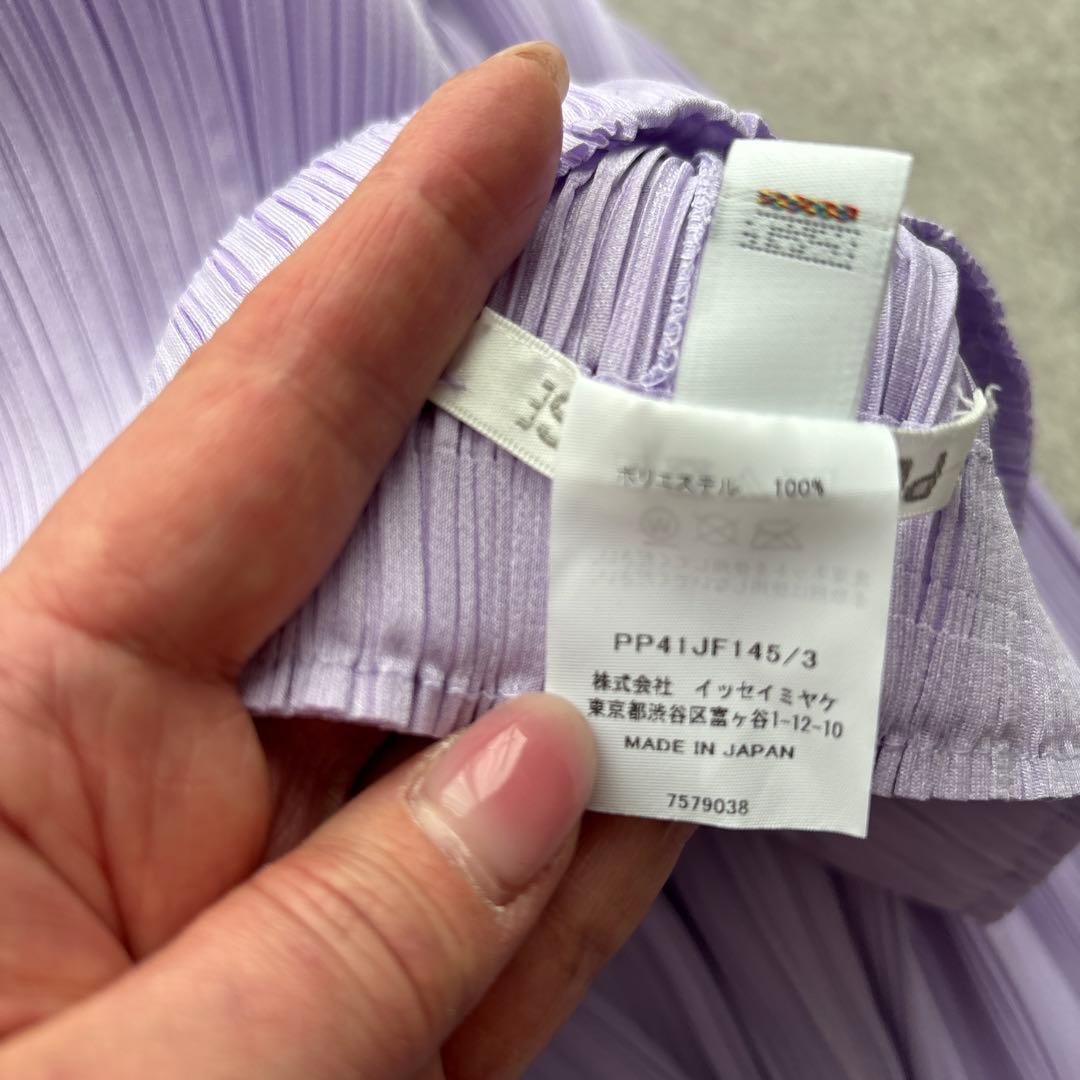 ポリエステル 100%
PP41JF145/3
株式会社 イッセイミヤケ
東京都渋谷区富ヶ谷1-12-10
MADE IN JAPAN
7579038